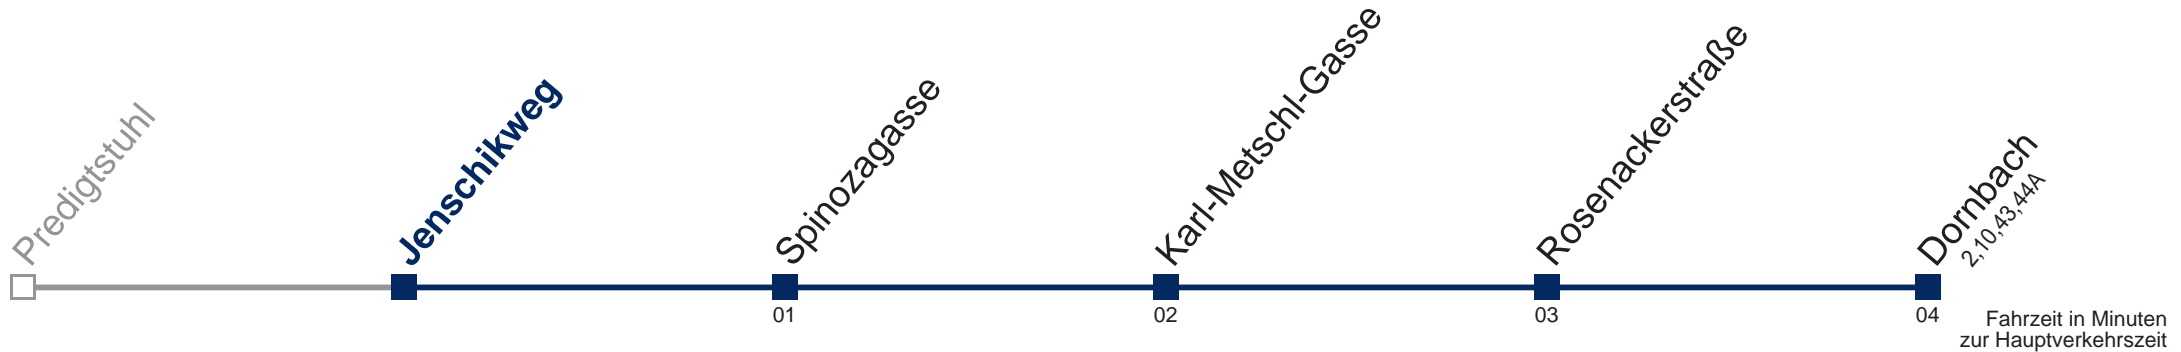 Predigtstuhl
Jenschikweg
Spinozagasse
Karl-Metschl-Gasse
Rosenackerstraße
Dornbach
2,10,43,44A
01
02
03
04
Fahrzeit in Minuten
zur Hauptverkehrszeit